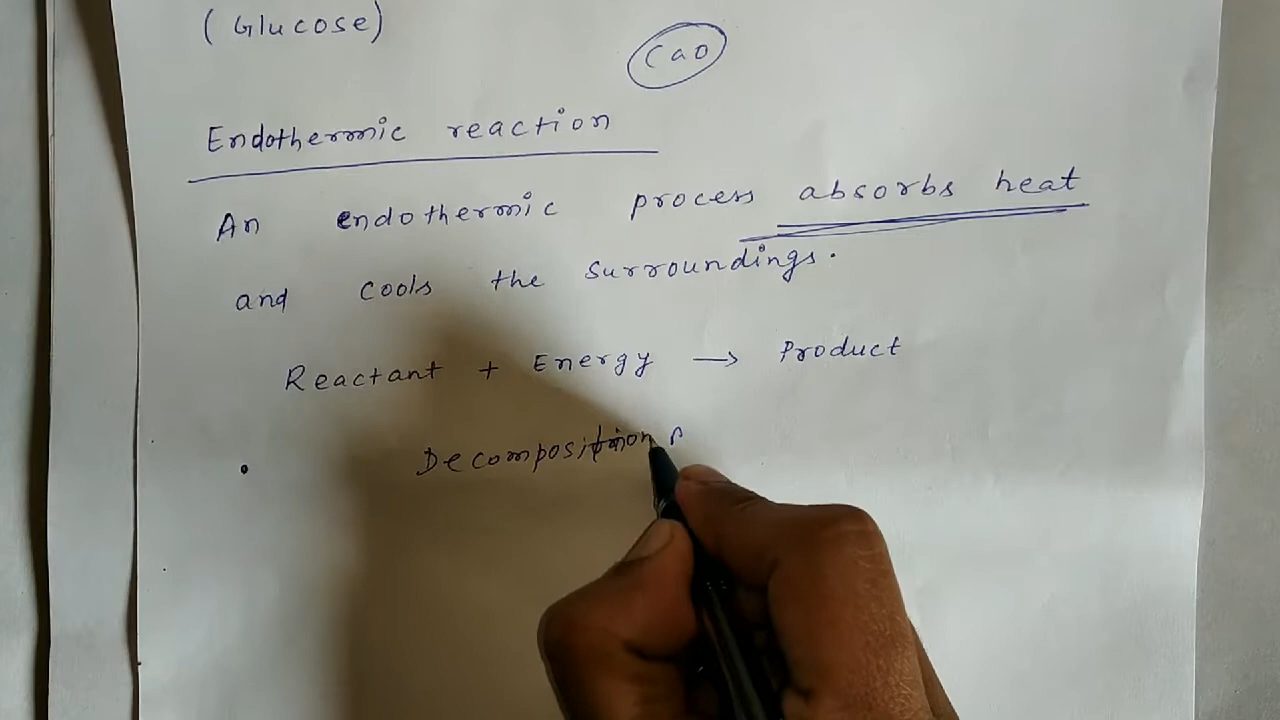 (Glucose)
CaO
Endothermic reaction
An endothermic process absorbs heat
and cools the surroundings.
Reactant + Energy → Product
Decomposition